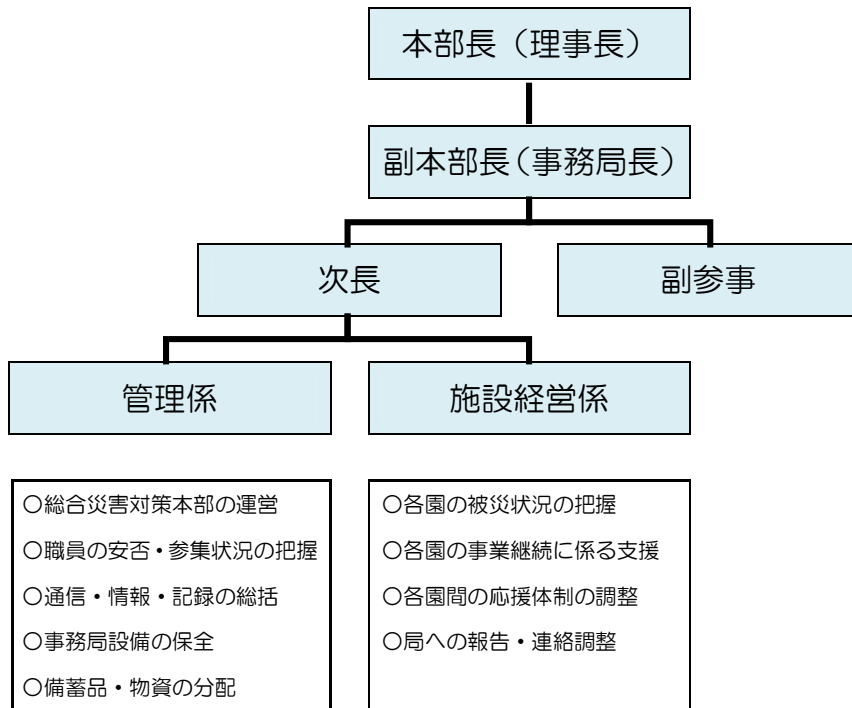 本部長（理事長）
副本部長（事務局長）
次長
副参事
管理係
施設経営係
○総合災害対策本部の運営
○職員の安否・参集状況の把握
○通信・情報・記録の総括
○事務局設備の保全
○備蓄品・物資の分配
○各園の被災状況の把握
○各園の事業継続に係る支援
○各園間の応援体制の調整
○局への報告・連絡調整